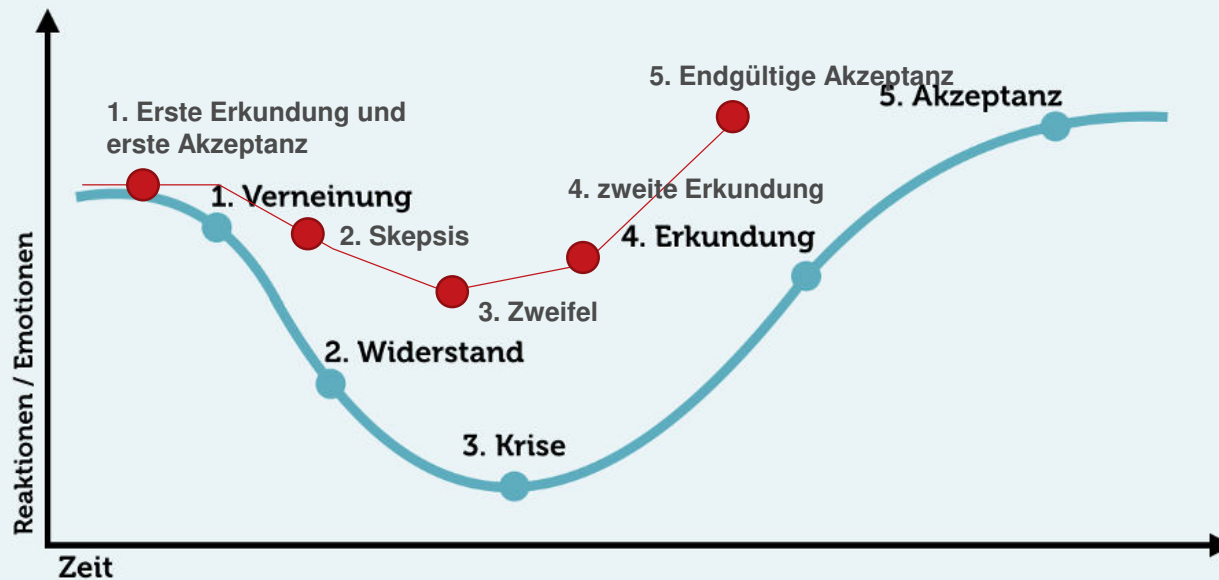 5. Endgültige Akzeptanz
5. Akzeptanz
1. Erste Erkundung und
erste Akzeptanz
1. Verneinung
4. zweite Erkundung
2. Skepsis
4. Erkundung
3. Zweifel
2. Widerstand
3. Krise
Reaktionen / Emotionen
Zeit